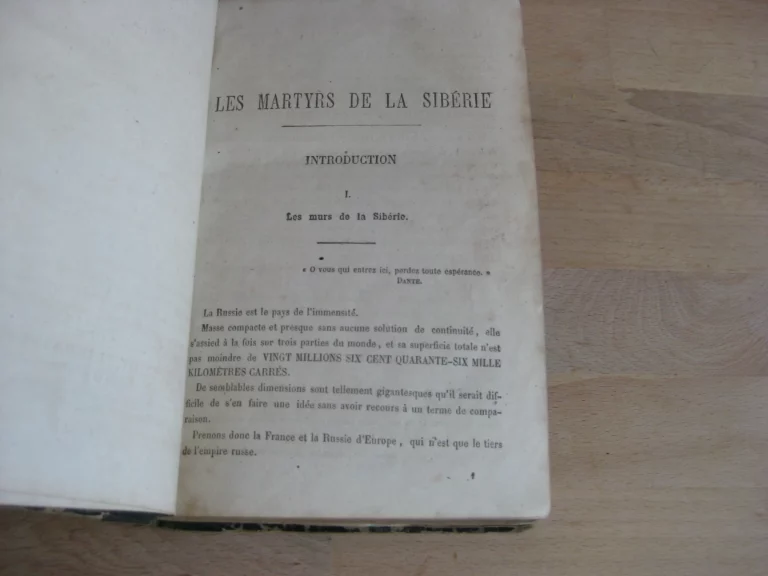 LES MARTYRS DE LA SIBÉRIE
INTRODUCTION
I.
Les murs de la Sibérie.
« O vous qui entrez ici, perdez toute espérance. »
DANTE.
La Russie est le pays de l'immensité.
Masse compacte et presque sans aucune solution de continuité, elle
s'assied à la fois sur trois parties du monde, et sa superficie totale n'est
pas moindre de VINGT MILLIONS SIX CENT QUARANTE-SIX MILLE
KILOMÈTRES CARRÉS.
De semblables dimensions sont tellement gigantesques qu'il serait dif-
ficile de s'en faire une idée sans avoir recours à un terme de compa-
raison.
Prenons donc la France et la Russie d'Europe, qui n'est que le tiers
de l'empire russe.